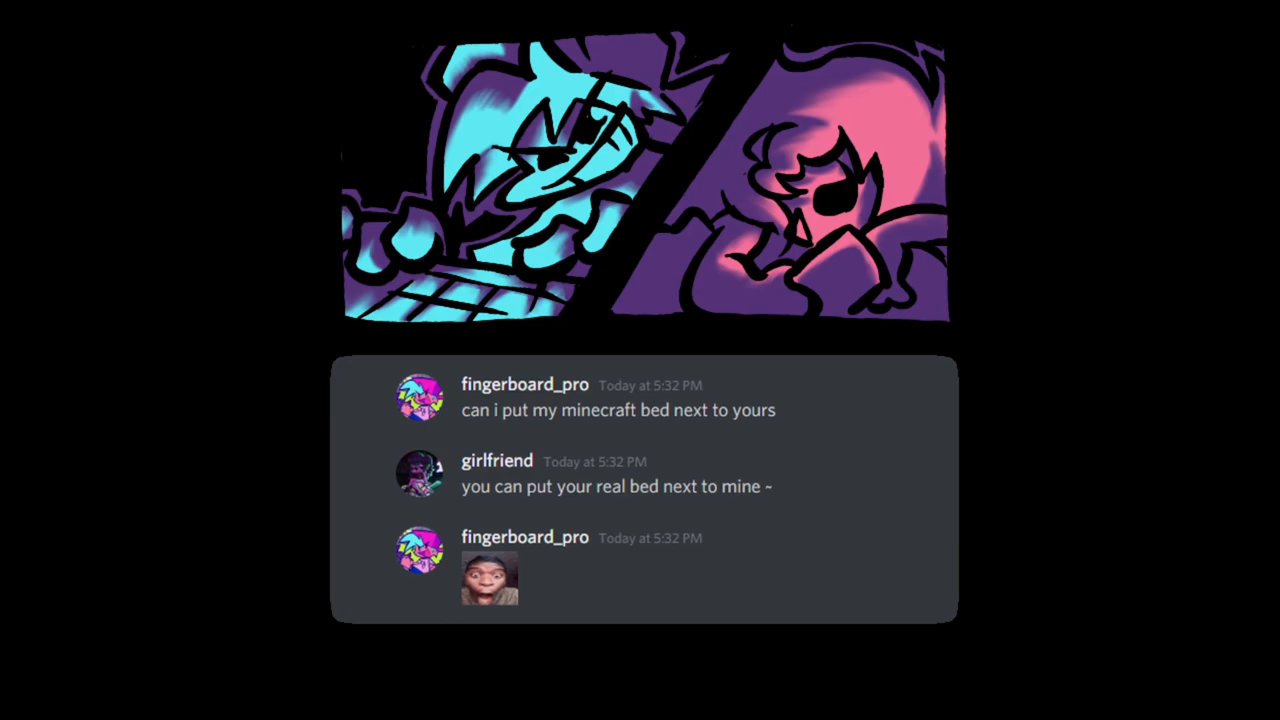 fingerboard_pro Today at 5:32 PM
can i put my minecraft bed next to yours
girlfriend Today at 5:32 PM
you can put your real bed next to mine ~
fingerboard_pro Today at 5:32 PM